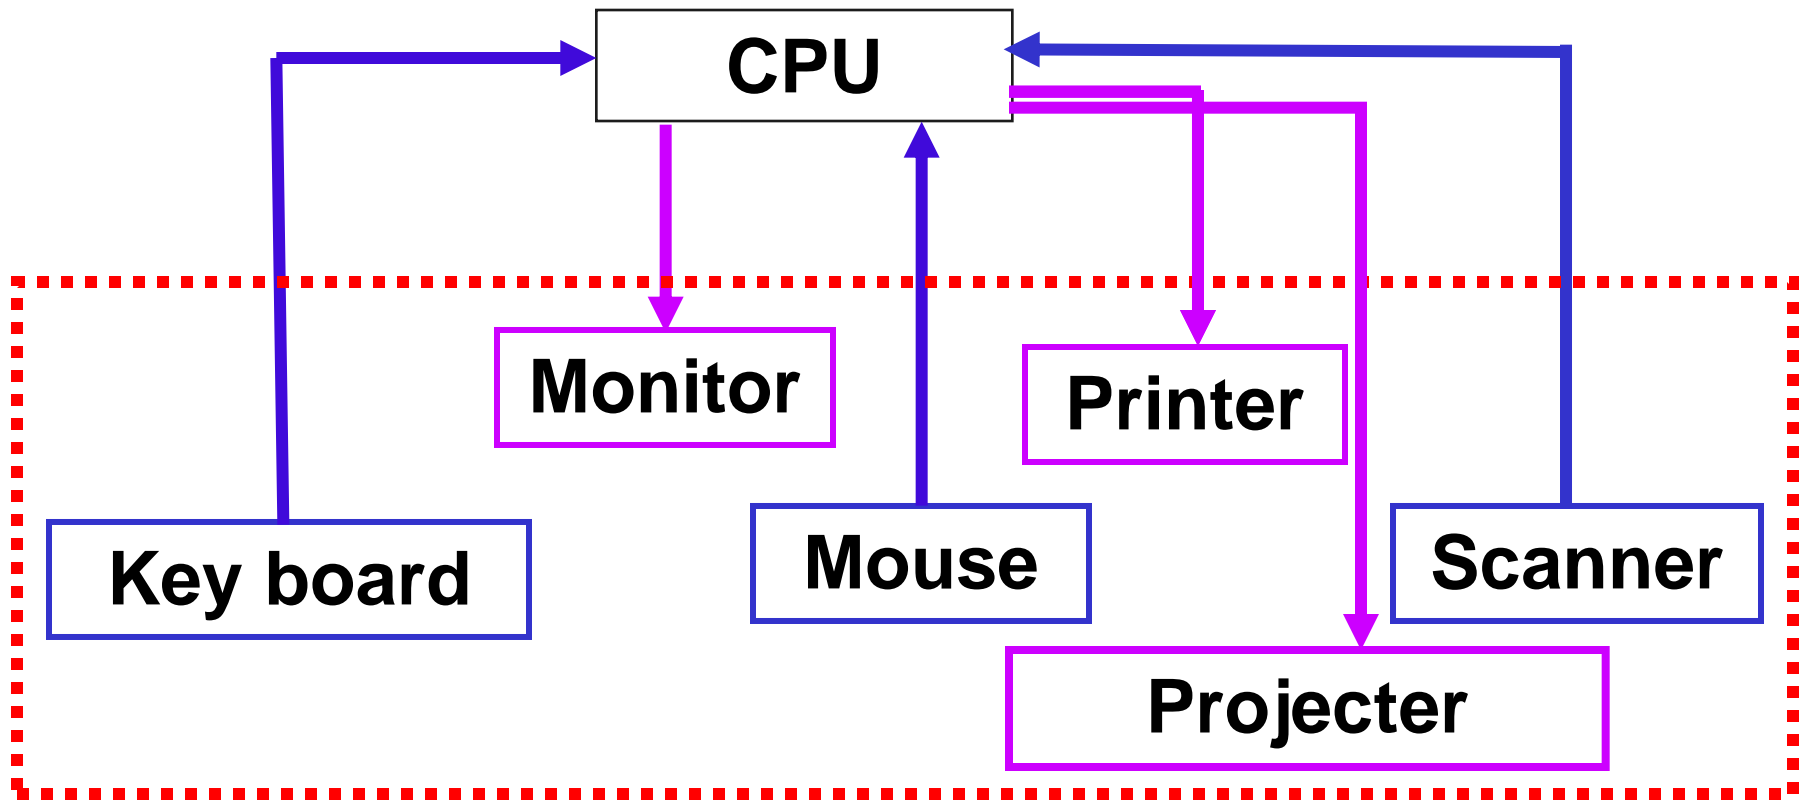 CPU
Monitor
Printer
Key board
Mouse
Scanner
Projecter